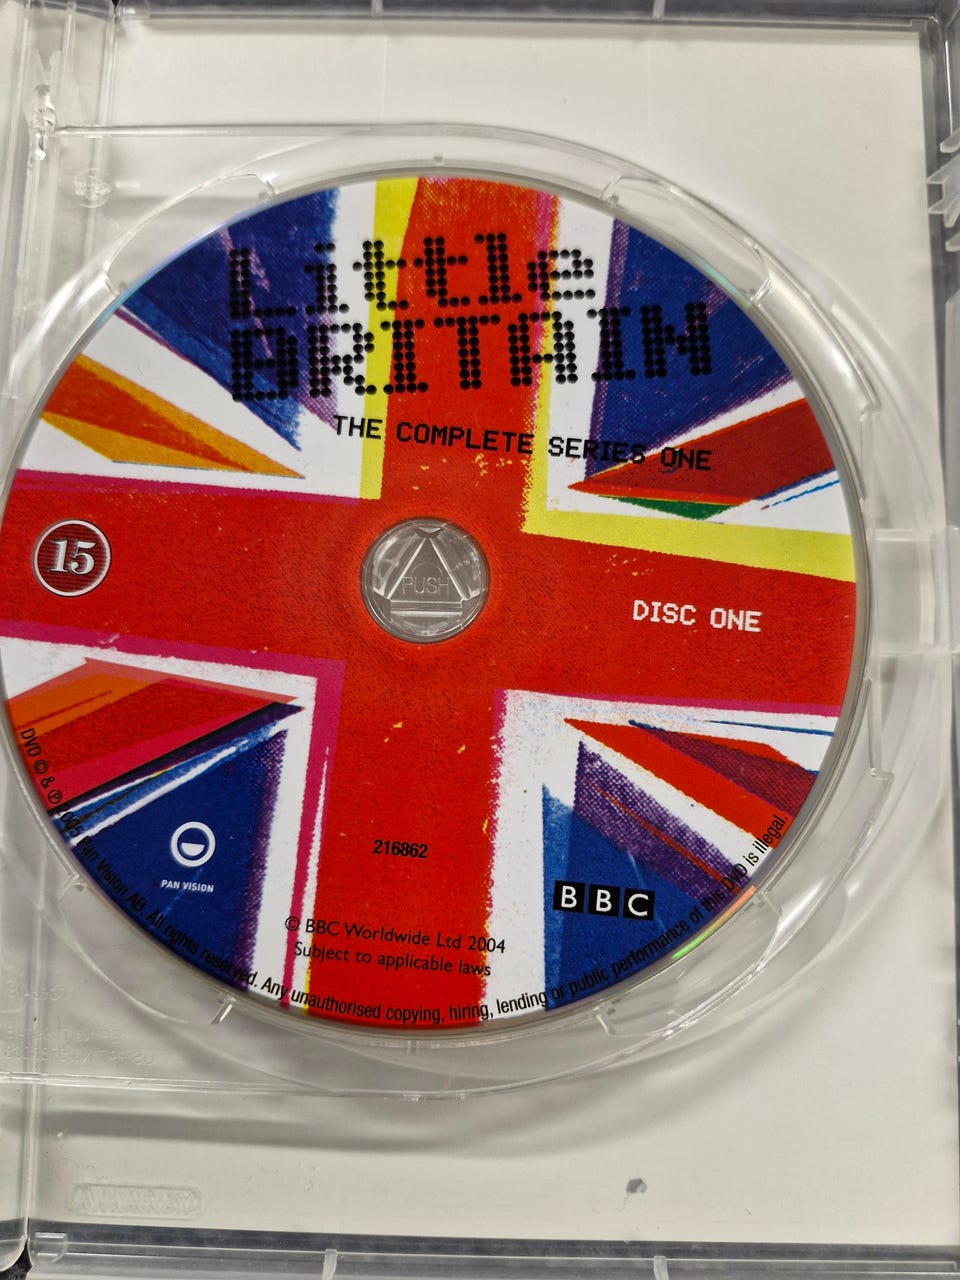 Little
BRITAIN
THE COMPLETE SERIES ONE
15
PUSH
DISC ONE
216862
PAN VISION
BBC
© BBC Worldwide Ltd 2004
Subject to applicable laws
DVD © & ℗ 2005 Pan Vision AB. All rights reserved. Any unauthorised copying, hiring, lending or public performance of this DVD is illegal.